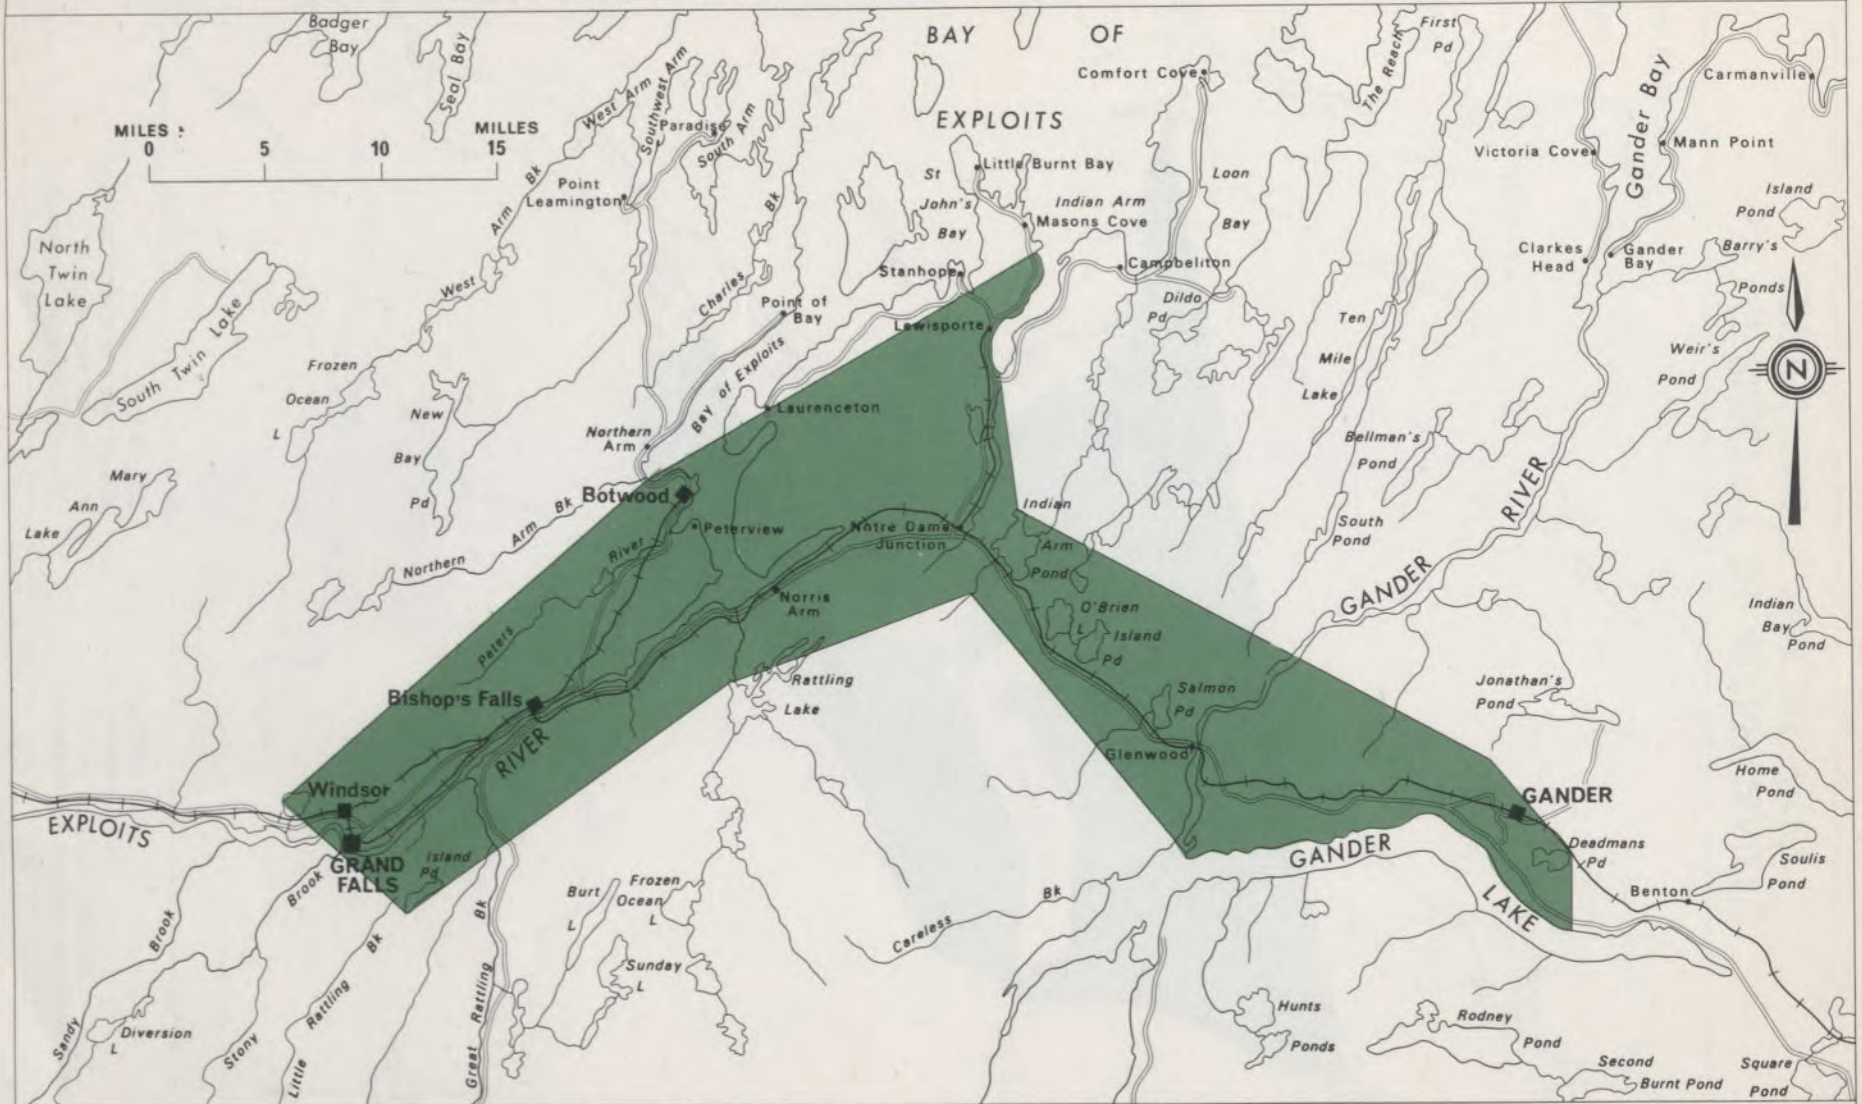 Badger
Bay
Seal Bay
West Arm
Southwest Arm
Paradise
South Arm
BAY OF
EXPLOITS
Comfort Cove
The Reach
First
Pd
Gander Bay
Carmanville
MILES
MILLES
0 5 10 15
Point
Leamington
West Arm Bk
Little Burnt Bay
St
John's
Bay
Indian Arm
Masons Cove
Loon
Bay
Victoria Cove
Mann Point
Island
Pond
North
Twin
Lake
South Twin Lake
Charles Bk
Point of
Bay
Stanhope
Campbellton
Dildo
Pd
Clarkes
Head
Gander
Bay
Barry's
Ponds
N
Frozen
Ocean
L
New
Bay
Pd
Bay of Exploits
Lewisporte
Ten
Mile
Lake
Weir's
Pond
Northern
Arm
Laurenceton
Bellman's
Pond
Mary
Ann
Lake
Northern Arm Bk
Botwood
Peterview
Peters River
Notre Dame
Junction
Indian
Arm
Pond
South
Pond
GANDER RIVER
Norris
Arm
O'Brien
L
Island
Pd
Indian
Bay
Pond
Bishop's Falls
Rattling
Lake
Salmon
Pd
Jonathan's
Pond
Glenwood
Windsor
EXPLOITS RIVER
GRAND
FALLS
Island
Pd
GANDER
Home
Pond
GANDER LAKE
Deadmans
Pd
Soulis
Pond
Benton
Brook
Burt
L
Frozen
Ocean
L
Careless Bk
Sunday
L
Sandy Brook
Diversion
L
Stony
Little Rattling Bk
Great Rattling Bk
Hunts
Ponds
Rodney
Pond
Second
Burnt Pond
Square
Pond